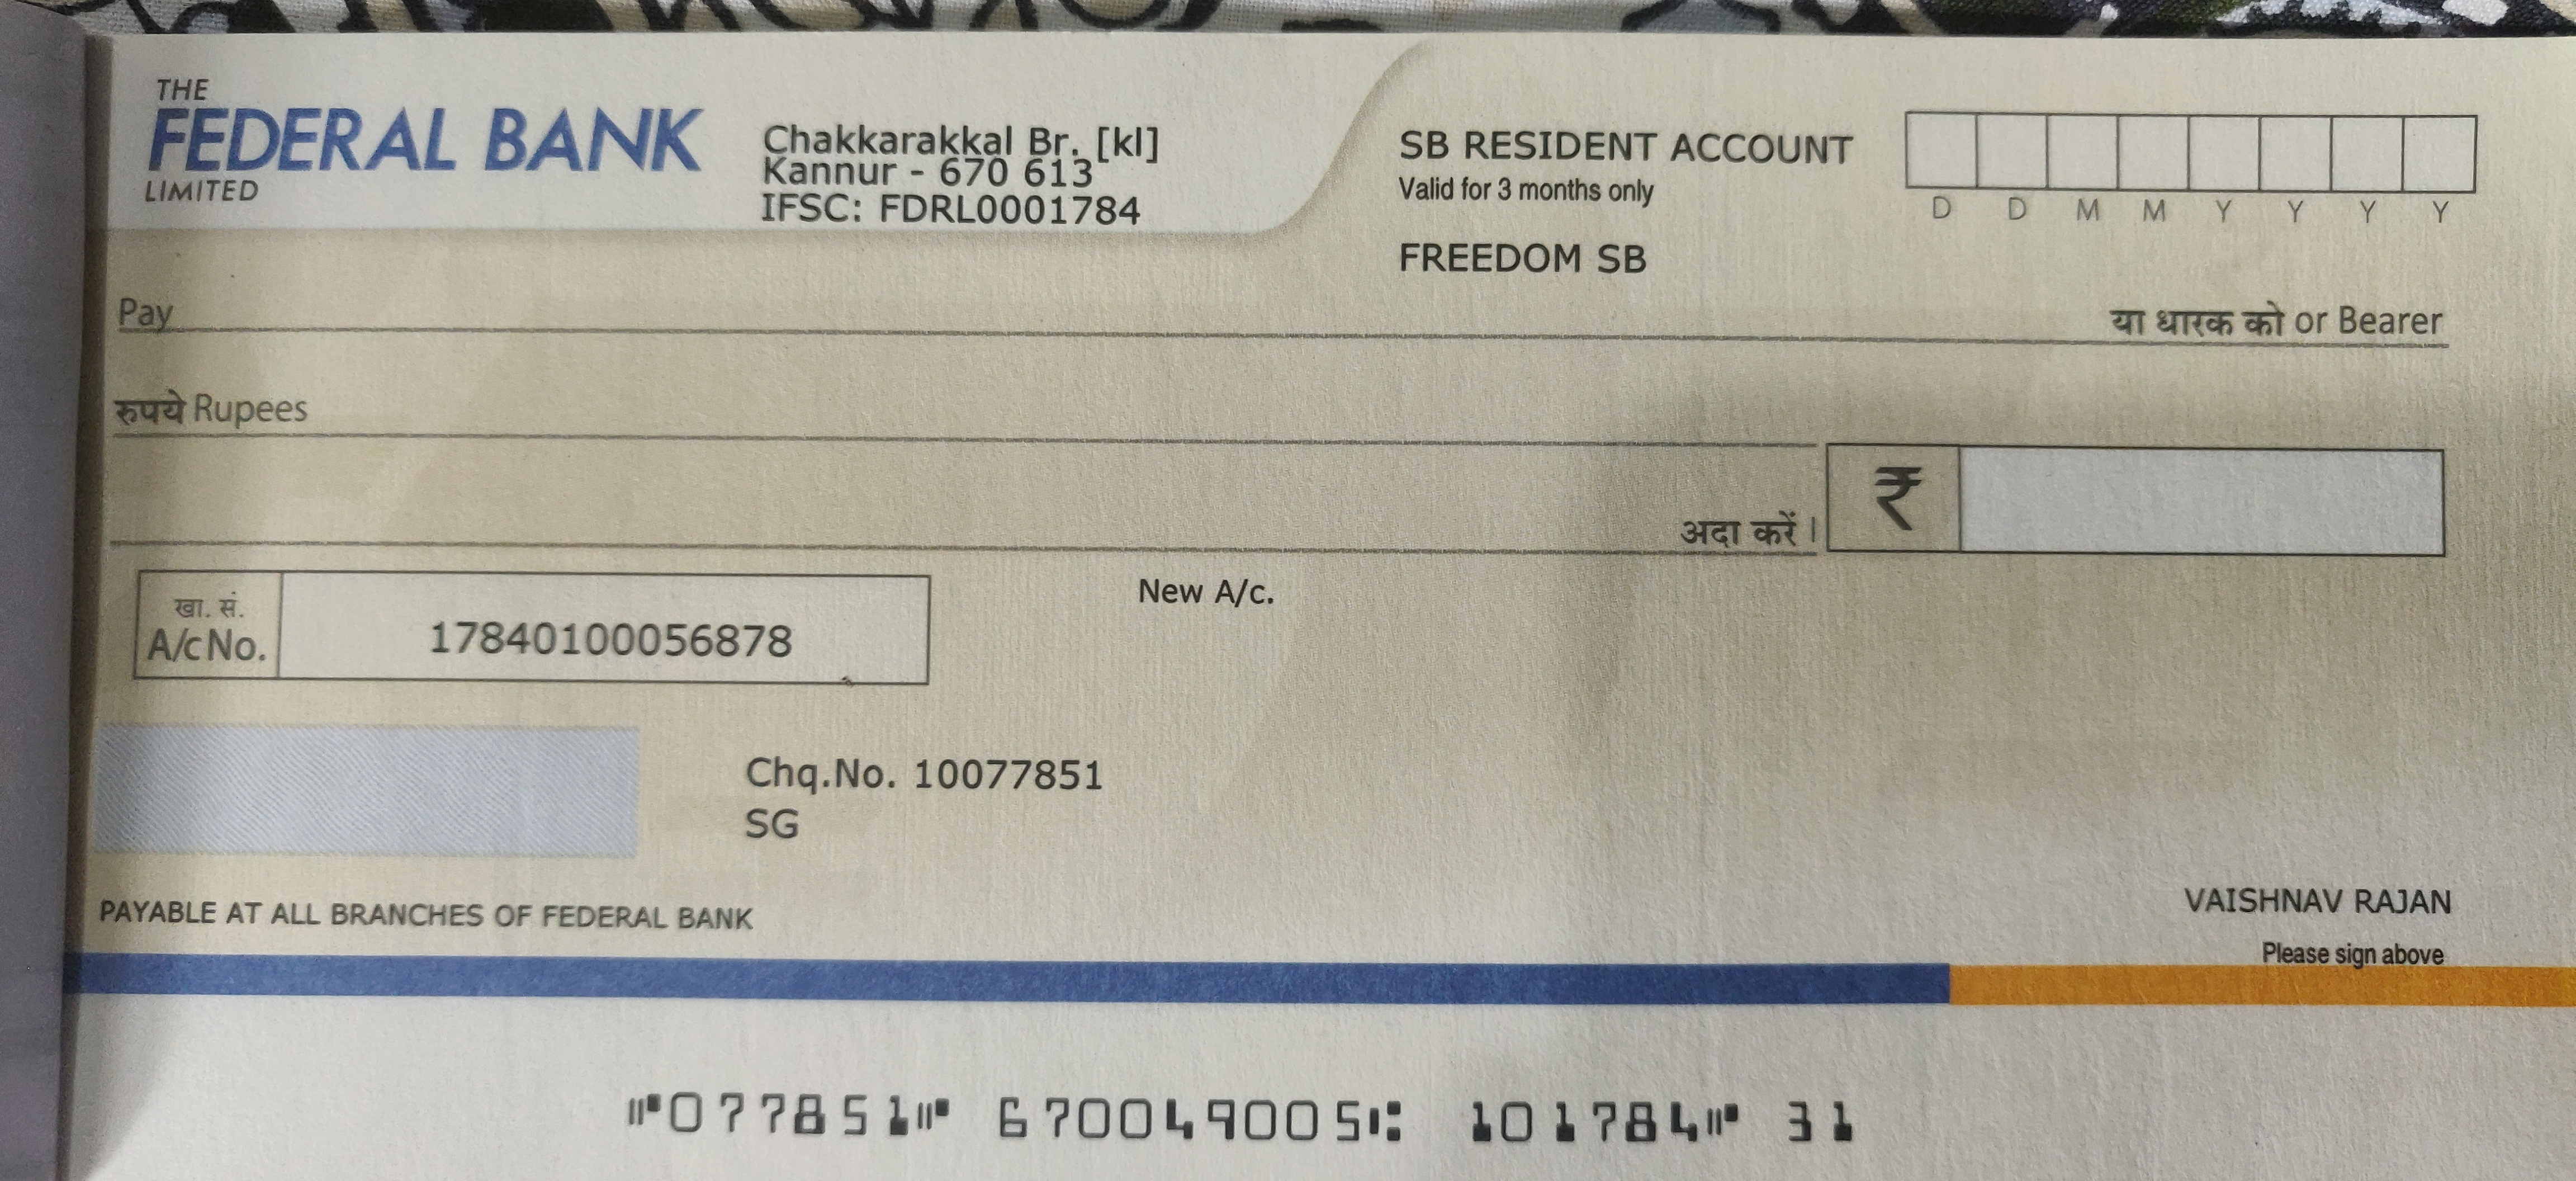 THE
FEDERAL BANK
LIMITED
Chakkarakkal Br. [kl]
Kannur - 670 613
IFSC: FDRL0001784
SB RESIDENT ACCOUNT
Valid for 3 months only
FREEDOM SB
D D M M Y Y Y Y
Pay
या धारक को or Bearer
रुपये Rupees
अदा करें।
₹
खा. सं.
A/c No.
17840100056878
New A/c.
Chq.No. 10077851
SG
PAYABLE AT ALL BRANCHES OF FEDERAL BANK
VAISHNAV RAJAN
Please sign above
⑈077851⑈ 670049005⑆ 101784⑈ 31